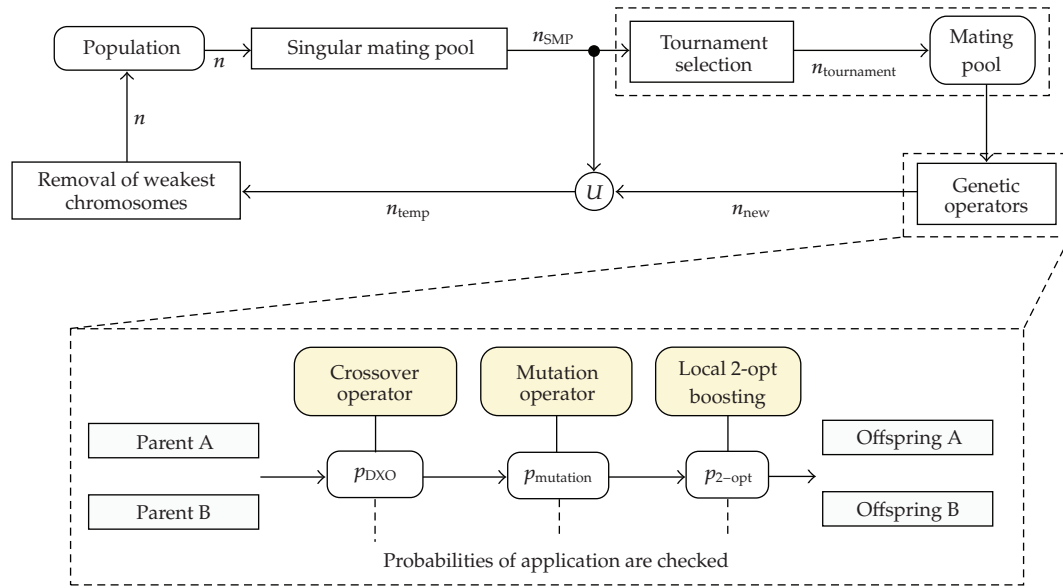 Population
n
Singular mating pool
nSMP
Tournament
selection
ntournament
Mating
pool
n
Removal of weakest
chromosomes
ntemp
U
nnew
Genetic
operators
Crossover
operator
Mutation
operator
Local 2-opt
boosting
Parent A
Offspring A
pDXO
pmutation
p2−opt
Parent B
Offspring B
Probabilities of application are checked